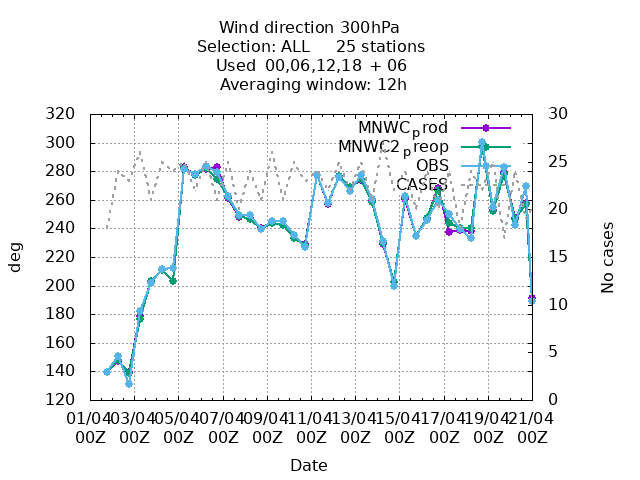 Wind direction 300hPa
Selection: ALL 25 stations
Used 00,06,12,18 + 06
Averaging window: 12h
MNWCprod
MNWC2preop
OBS
CASES
320
300
280
260
240
220
200
180
160
140
120
deg
30
25
20
15
10
5
0
No cases
01/04 03/04 05/04 07/04 09/04 11/04 13/04 15/04 17/04 19/04 21/04
00Z 00Z 00Z 00Z 00Z 00Z 00Z 00Z 00Z 00Z 00Z
Date